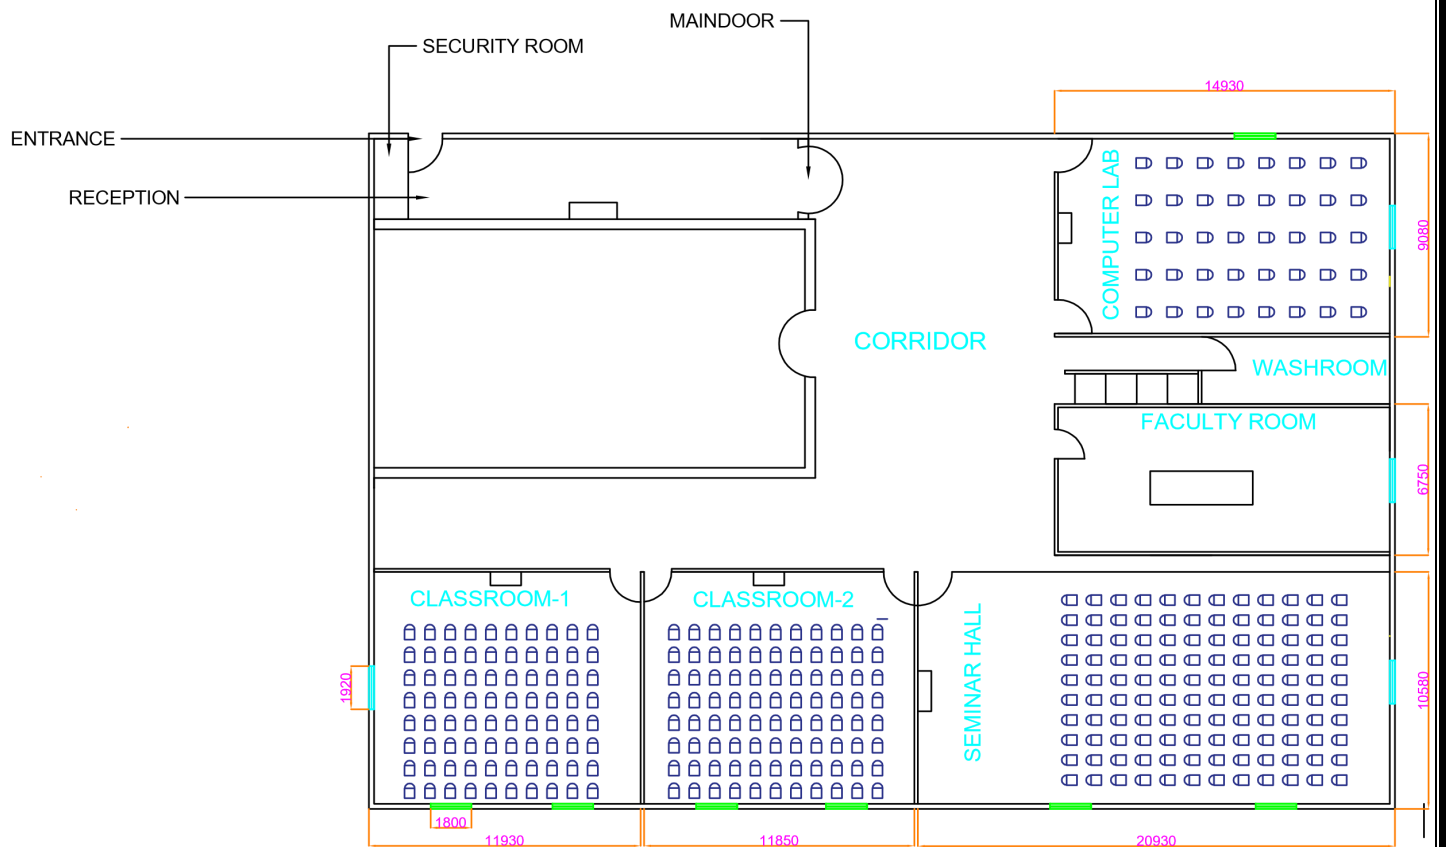 MAINDOOR
SECURITY ROOM
14930
ENTRANCE
RECEPTION
COMPUTER LAB
9080
CORRIDOR
WASHROOM
FACULTY ROOM
6750
CLASSROOM-1
CLASSROOM-2
SEMINAR HALL
1920
10580
1800
11930
11850
20930